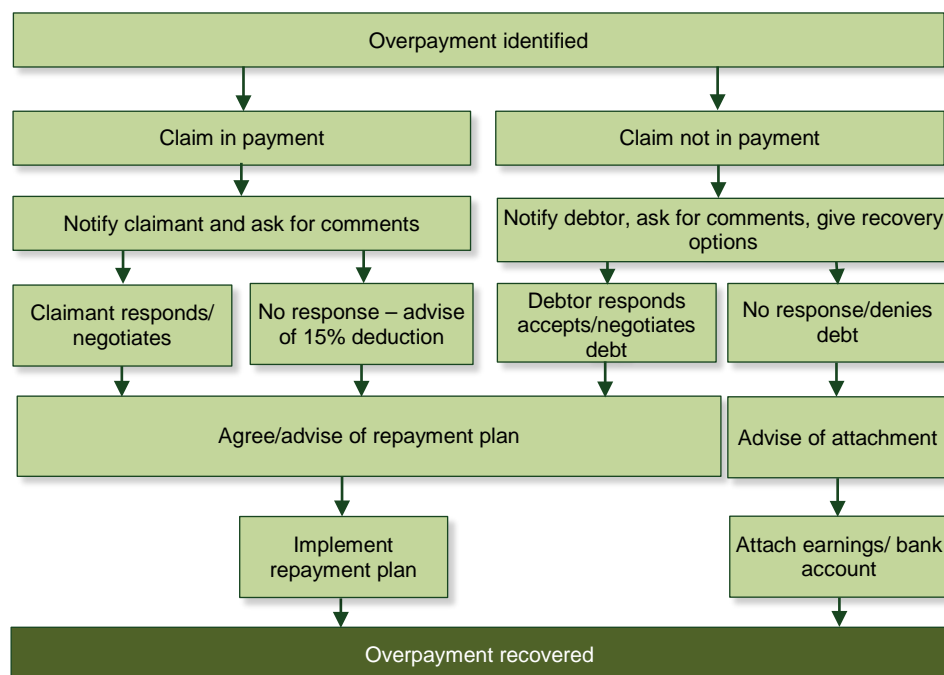 Overpayment identified
Claim in payment
Claim not in payment
Notify claimant and ask for comments
Notify debtor, ask for comments, give recovery
options
Claimant responds/
negotiates
No response – advise
of 15% deduction
Debtor responds
accepts/negotiates
debt
No response/denies
debt
Agree/advise of repayment plan
Advise of attachment
Implement
repayment plan
Attach earnings/ bank
account
Overpayment recovered